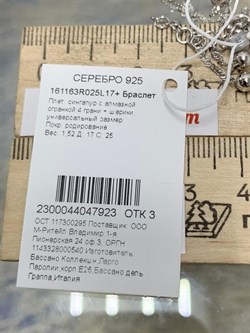 СЕРЕБРО 925
161163R025L17+ Браслет
Плет. сингапур с алмазной
огранкой 4 грани + шарики,
универсальный размер
Покр: родирование
Вес: 1,52 Д: 17 С: 25
2300044047923 ОТК 3
ОСТ 117300295 Поставщик: ООО
М-Ритейл Владимир 1-я
Пионерская 24 оф 3, ОГРН
1143328000540 Изготовитель:
Бассано Коллекцин, Ларго
Паролини, корп.Е26, Бассано дель
Граппа, Италия